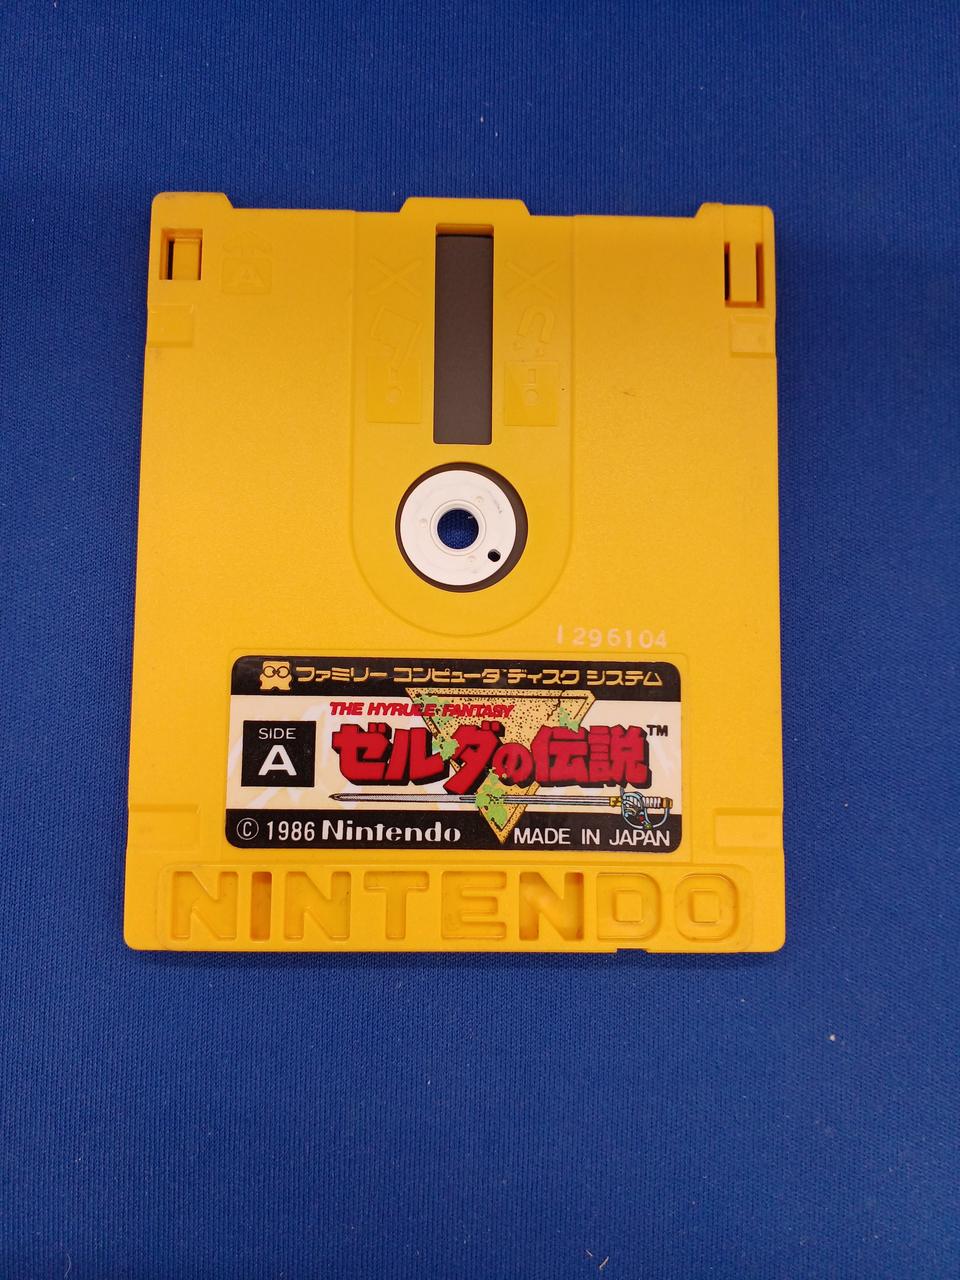 A
1296104
ファミリー コンピュータ ディスク システム
THE HYRULE FANTASY
ゼルダの伝説™
SIDE
A
© 1986 Nintendo
MADE IN JAPAN
NINTENDO